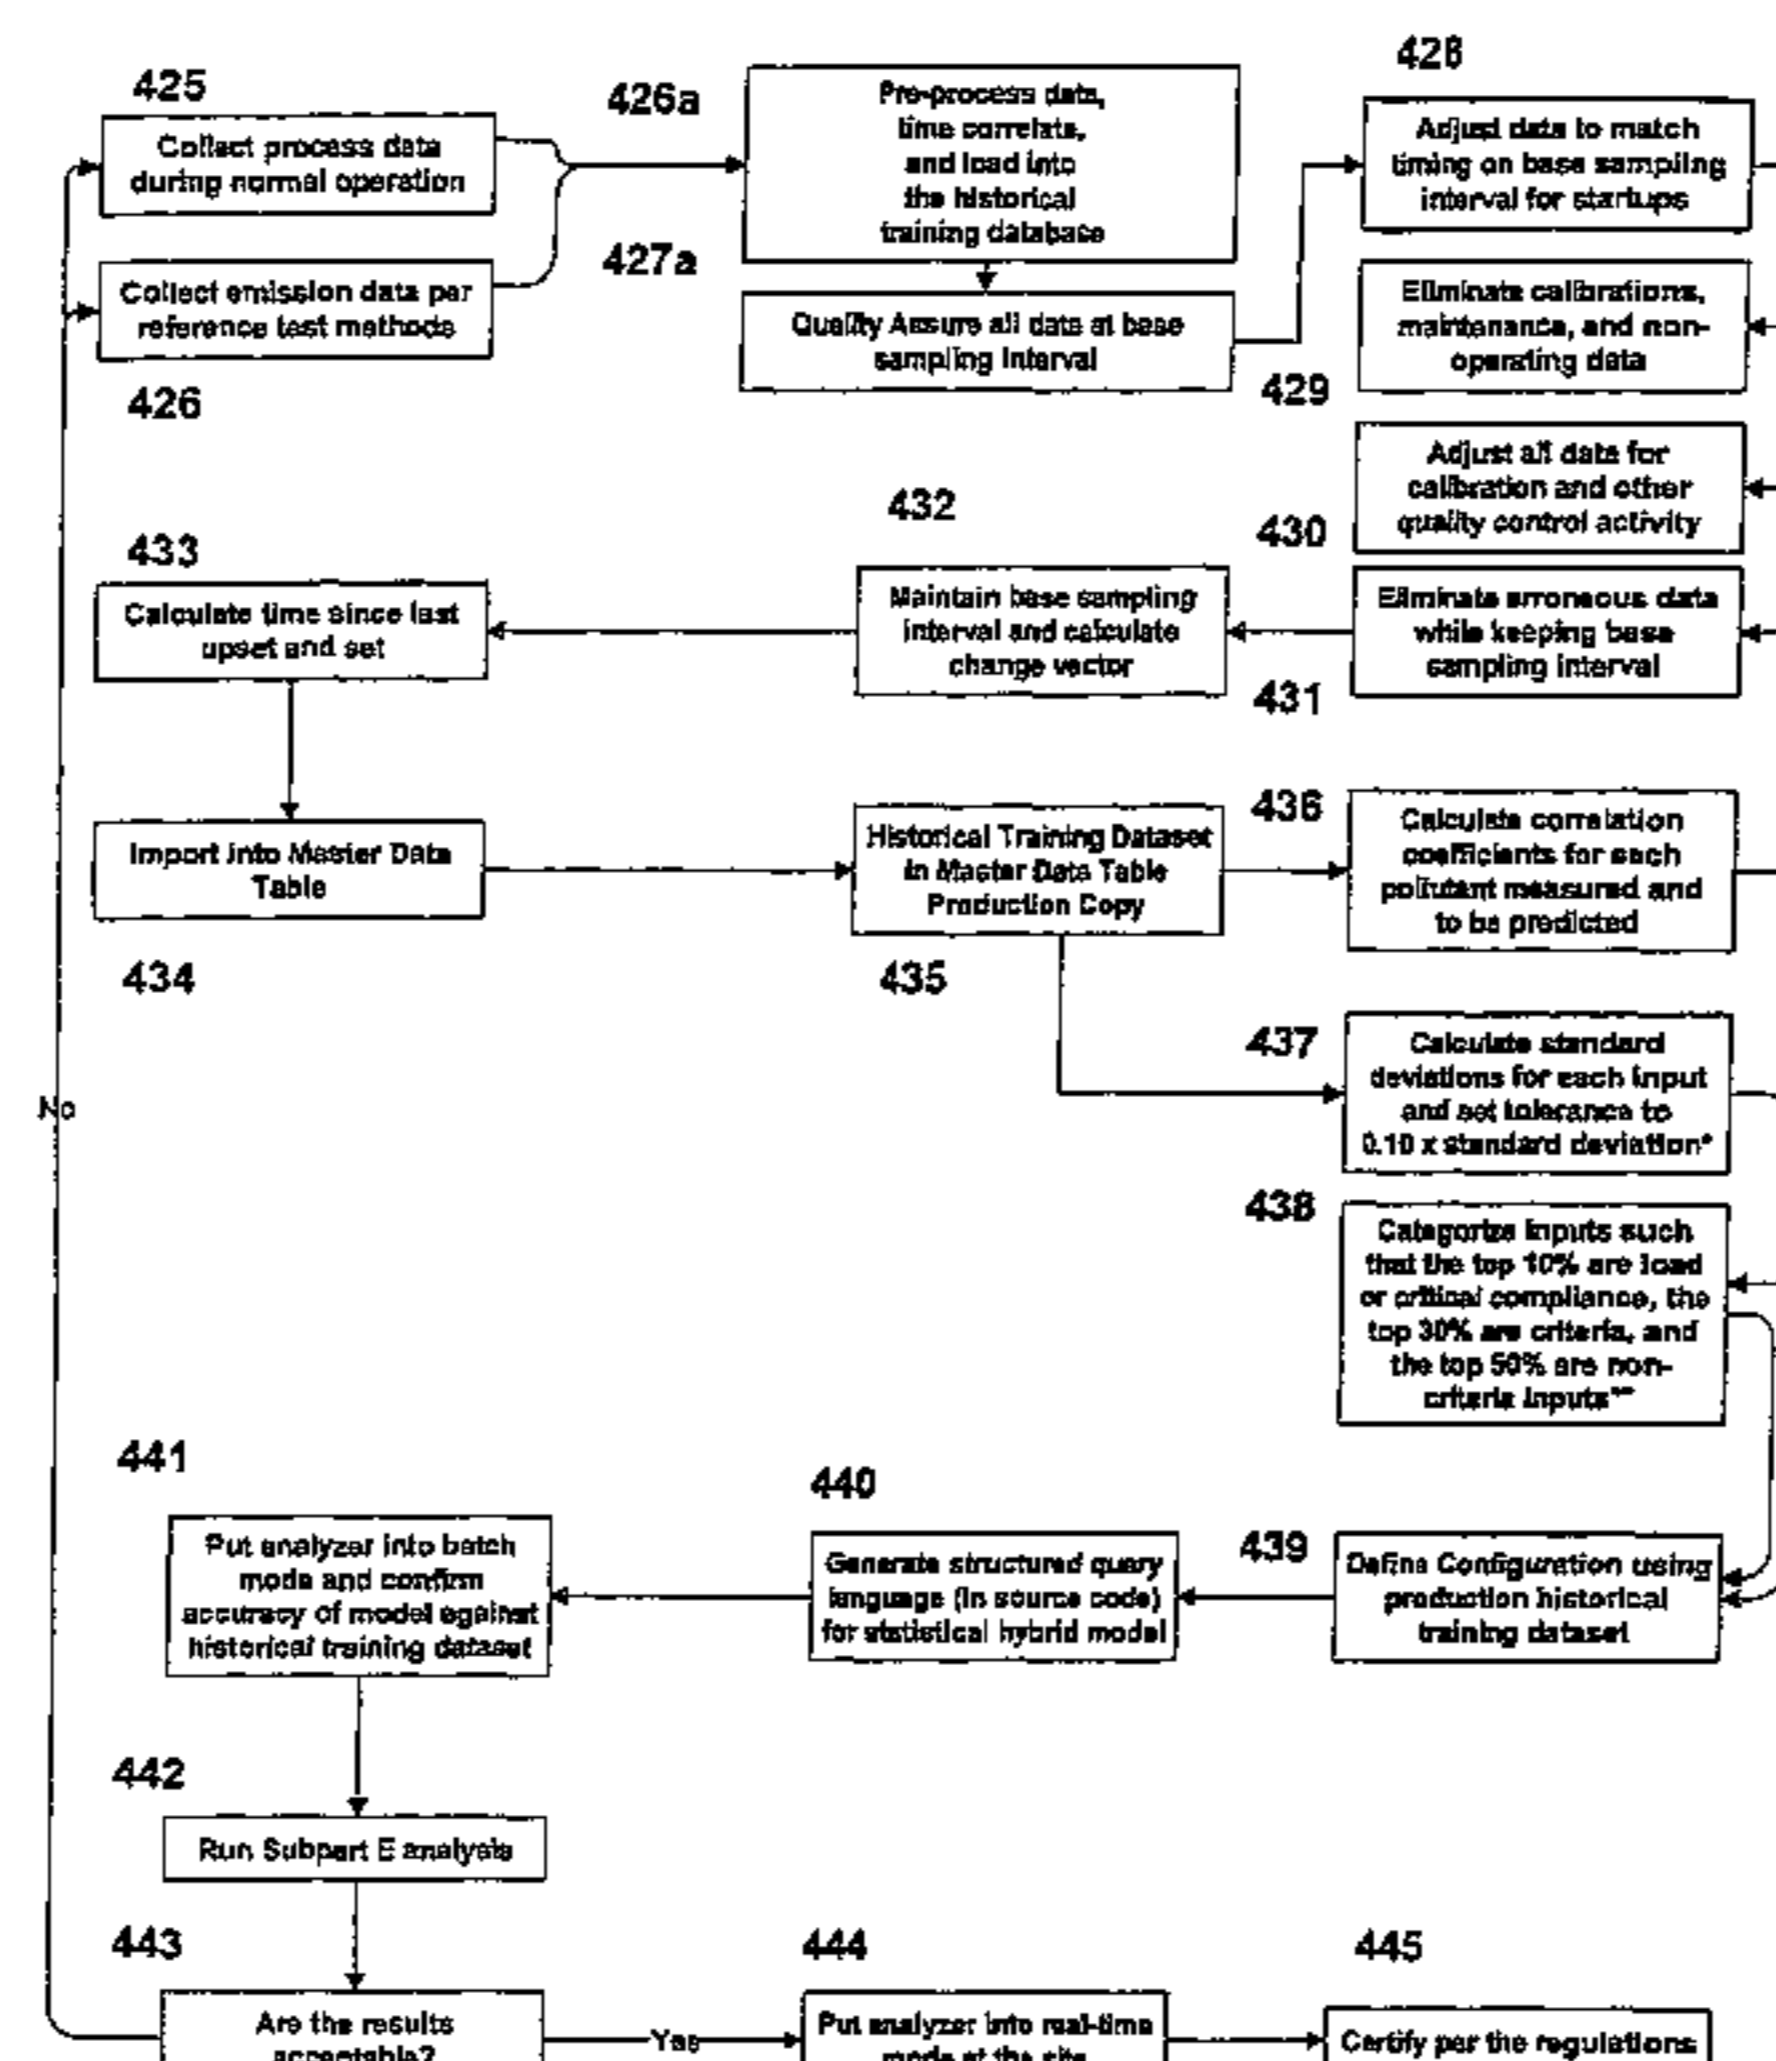 425
Collect process data
during normal operation
426a
Pre-process data,
time correlate,
and load into
the historical
training database
428
Adjust data to match
timing on base sampling
interval for startups
Collect emission data per
reference test methods
426
427a
Quality Assure all data at base
sampling interval
Eliminate calibrations,
maintenance, and non-
operating data
429
Adjust all data for
calibration and other
quality control activity
430
Eliminate erroneous data
while keeping base
sampling interval
431
432
Maintain base sampling
interval and calculate
change vector
433
Calculate time since last
upset and set
Import into Master Data
Table
434
Historical Training Dataset
in Master Data Table
Production Copy
435
436
Calculate correlation
coefficients for each
pollutant measured and
to be predicted
437
Calculate standard
deviations for each input
and set tolerance to
0.10 x standard deviation*
No
438
Categorize inputs such
that the top 10% are load
or critical compliance, the
top 30% are criteria, and
the top 50% are non-
criteria inputs**
439
Define Configuration using
production historical
training dataset
440
Generate structured query
language (in source code)
for statistical hybrid model
441
Put analyzer into batch
mode and confirm
accuracy of model against
historical training dataset
442
Run Subpart E analysis
443
Are the results
acceptable?
Yes
444
Put analyzer into real-time
mode at the site
445
Certify per the regulations